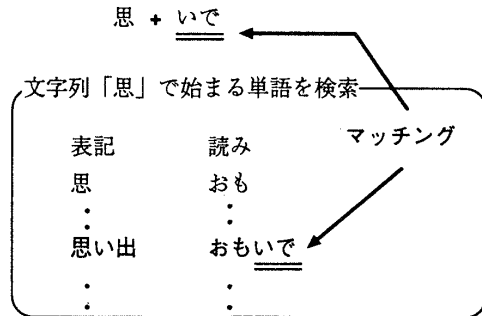 思 + いで
文字列「思」で始まる単語を検索
マッチング
表記 読み
思 おも
思い出 おもいで